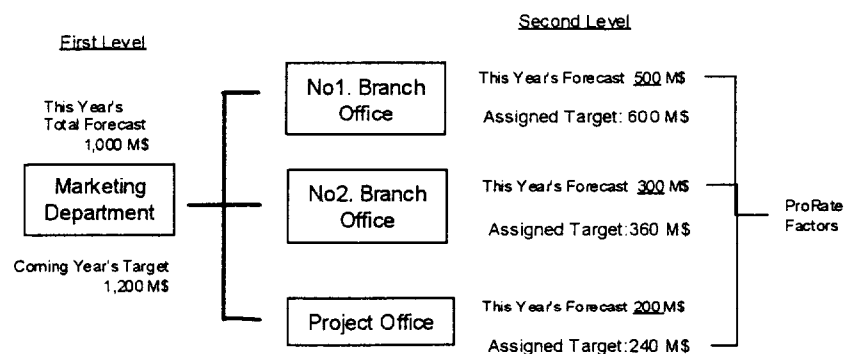 First Level
This Year's
Total Forecast
1,000 M$
Marketing
Department
Coming Year's Target
1,200 M$
Second Level
No1. Branch
Office
This Year's Forecast 500 M$
Assigned Target: 600 M$
No2. Branch
Office
This Year's Forecast 300 M$
Assigned Target:360 M$
Project Office
This Year's Forecast 200 M$
Assigned Target:240 M$
ProRate
Factors